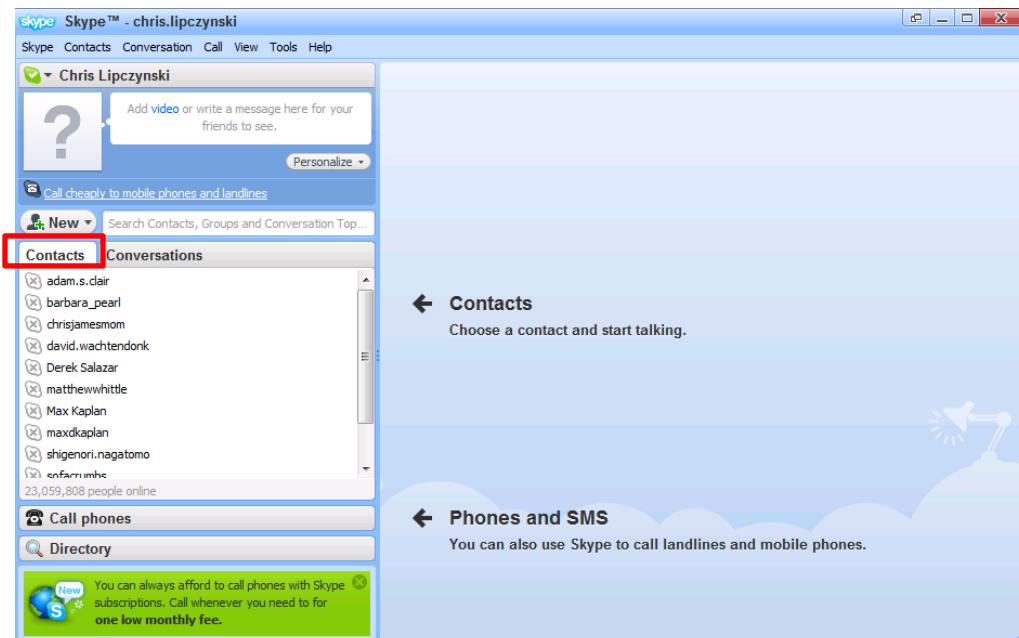 skype Skype™ - chris.lipczynski
Skype Contacts Conversation Call View Tools Help
Chris Lipczynski
?
Add video or write a message here for your
friends to see.
Personalize
Call cheaply to mobile phones and landlines
New
Search Contacts, Groups and Conversation Top...
Contacts Conversations
adam.s.clair
barbara_pearl
chrisjamesmom
david.wachtendonk
Derek Salazar
matthewwhittle
Max Kaplan
maxdkaplan
shigenori.nagatomo
sofacrumbs
23,059,808 people online
Call phones
Directory
New
S
You can always afford to call phones with Skype
subscriptions. Call whenever you need to for
one low monthly fee.
Contacts
Choose a contact and start talking.
Phones and SMS
You can also use Skype to call landlines and mobile phones.